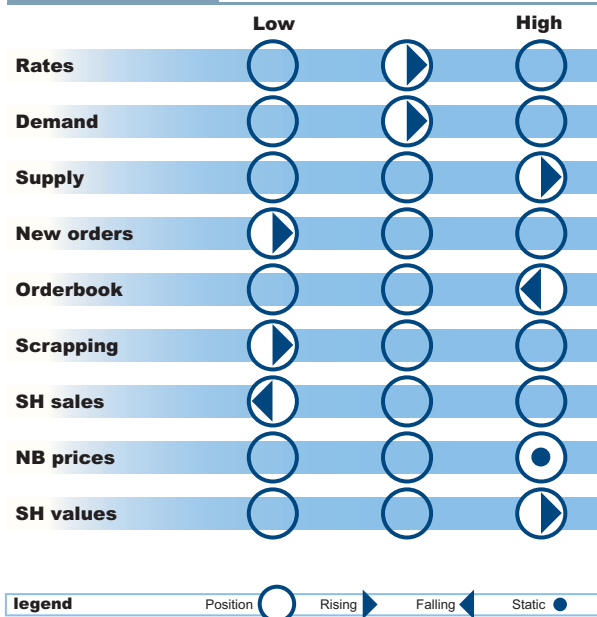 Low High
Rates
Demand
Supply
New orders
Orderbook
Scrapping
SH sales
NB prices
SH values
legend Position Rising Falling Static